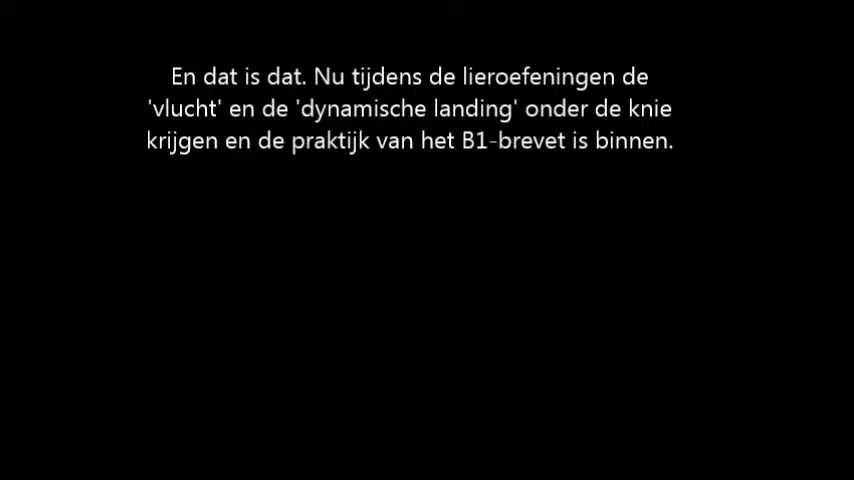 En dat is dat. Nu tijdens de lieroefeningen de
'vlucht' en de 'dynamische landing' onder de knie
krijgen en de praktijk van het B1-brevet is binnen.